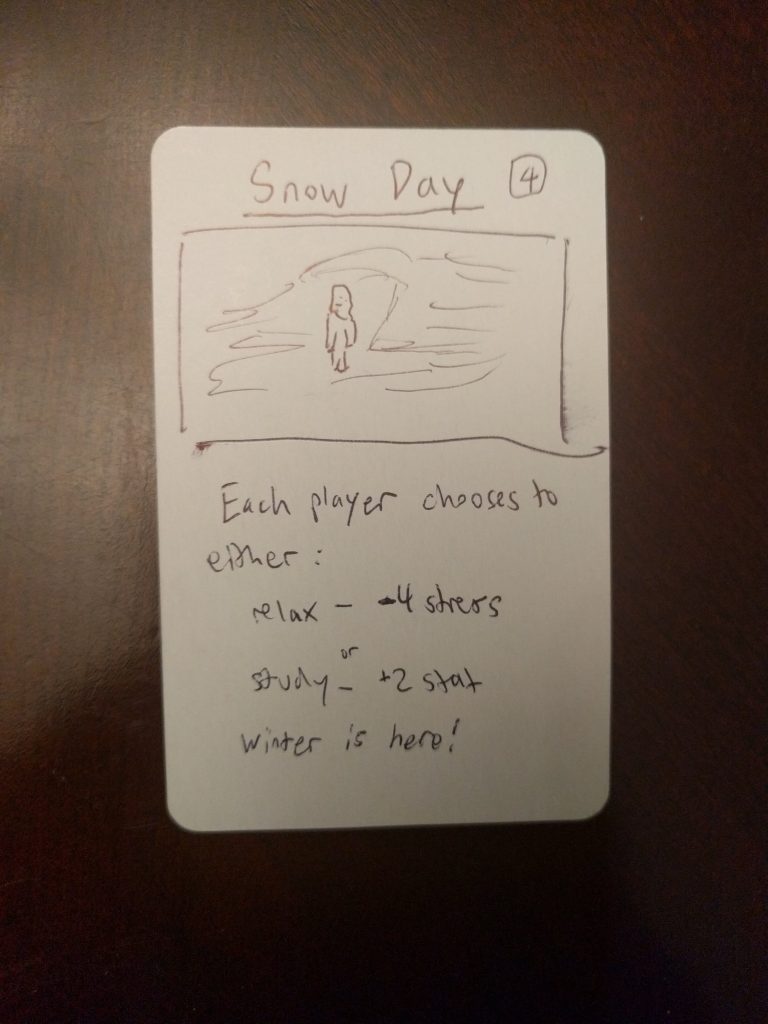 Snow Day 4
Each player chooses to
either:
relax - -4 stress
or
study - +2 stat
Winter is here!